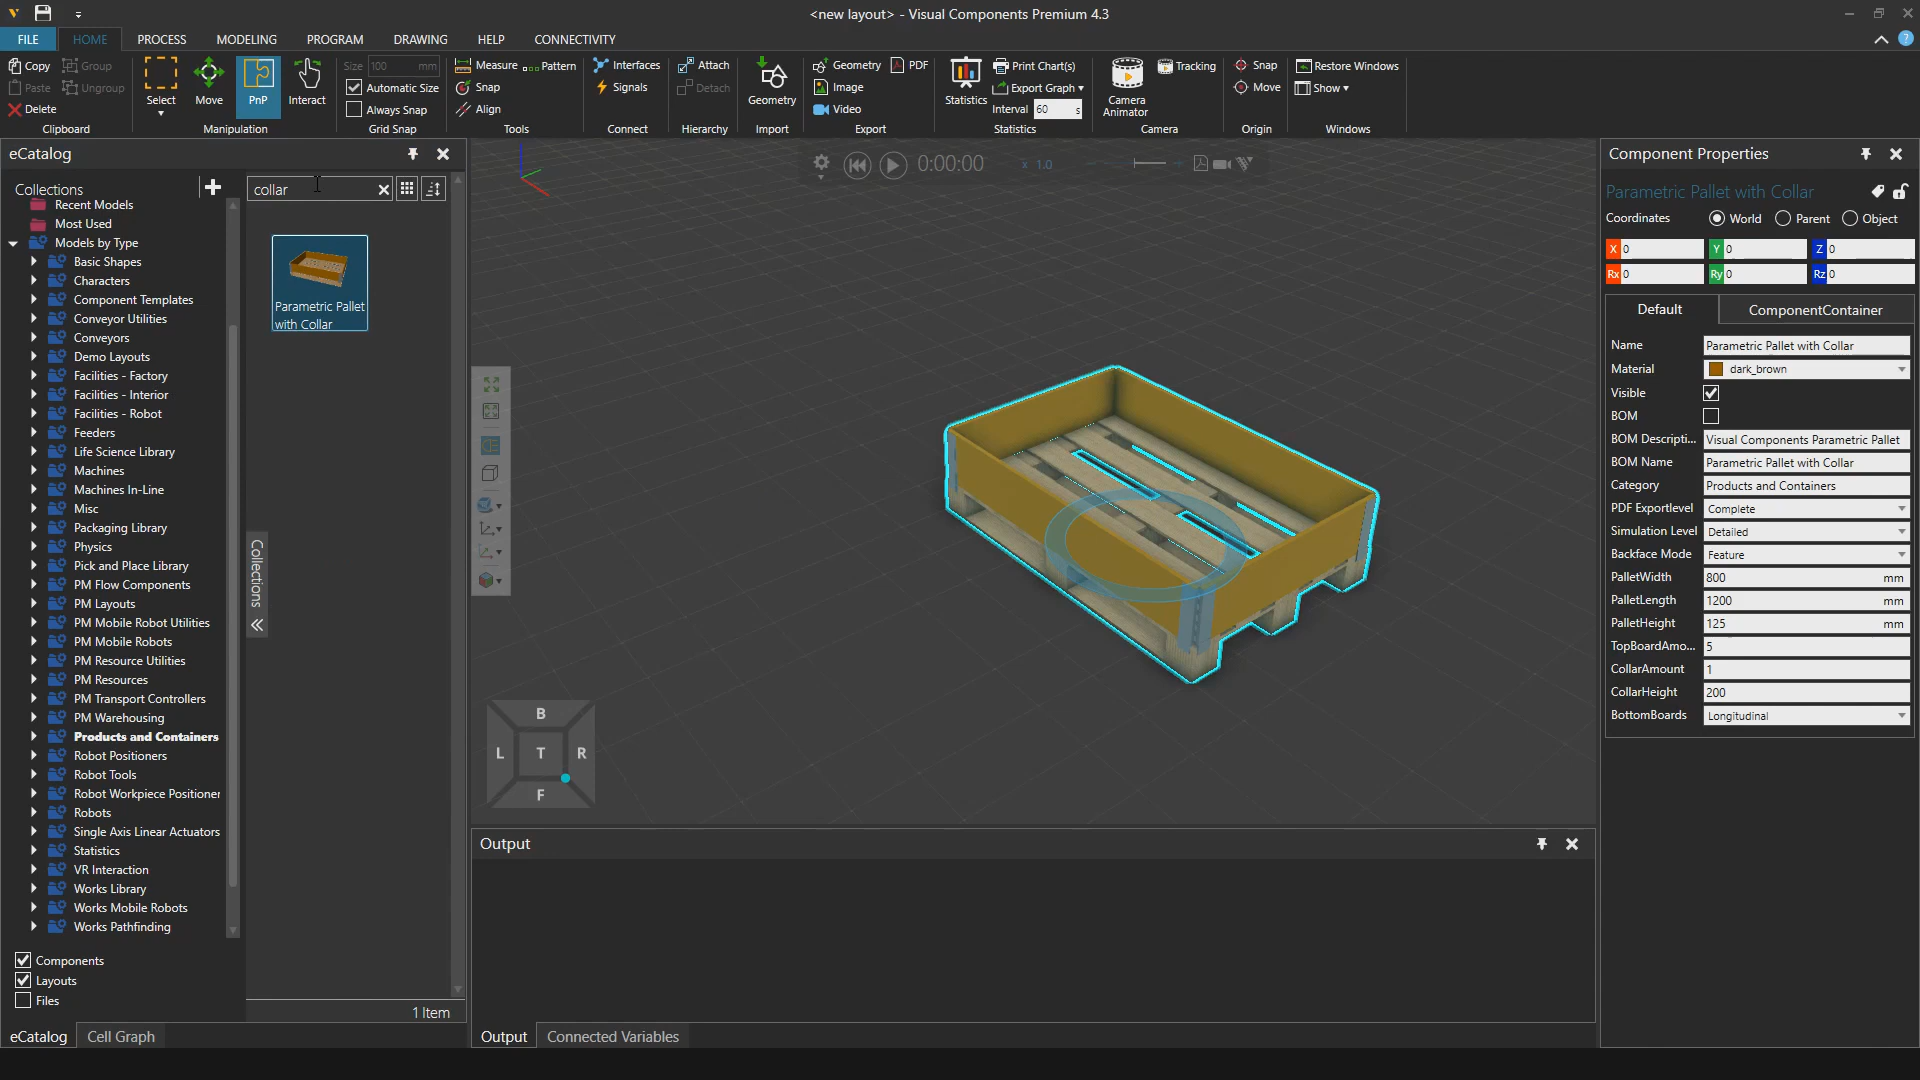 <new layout> - Visual Components Premium 4.3
FILE
HOME
PROCESS
MODELING
PROGRAM
DRAWING
HELP
CONNECTIVITY
?
Copy
Group
Paste
Ungroup
Delete
Clipboard
Select
Move
PnP
Interact
Manipulation
Size 100 mm
Automatic Size
Always Snap
Grid Snap
Measure
Pattern
Snap
Align
Tools
Interfaces
Signals
Connect
Attach
Detach
Hierarchy
Geometry
Import
Geometry
PDF
Image
Video
Export
Statistics
Print Chart(s)
Export Graph
Interval 60 s
Statistics
Camera
Animator
Tracking
Camera
Snap
Move
Origin
Restore Windows
Show
Windows
eCatalog
Collections
Recent Models
Most Used
Models by Type
Basic Shapes
Characters
Component Templates
Conveyor Utilities
Conveyors
Demo Layouts
Facilities - Factory
Facilities - Interior
Facilities - Robot
Feeders
Life Science Library
Machines
Machines In-Line
Misc
Packaging Library
Physics
Pick and Place Library
PM Flow Components
PM Layouts
PM Mobile Robot Utilities
PM Mobile Robots
PM Resource Utilities
PM Resources
PM Transport Controllers
PM Warehousing
Products and Containers
Robot Positioners
Robot Tools
Robot Workpiece Positioner
Robots
Single Axis Linear Actuators
Statistics
VR Interaction
Works Library
Works Mobile Robots
Works Pathfinding
Components
Layouts
Files
collar
Parametric Pallet
with Collar
Collections
1 Item
eCatalog
Cell Graph
0:00:00
x 1.0
B
L
T
R
F
Output
Output
Connected Variables
Component Properties
Parametric Pallet with Collar
Coordinates
World
Parent
Object
X 0
Y 0
Z 0
Rx 0
Ry 0
Rz 0
Default
ComponentContainer
Name Parametric Pallet with Collar
Material dark_brown
Visible
BOM
BOM Descripti... Visual Components Parametric Pallet
BOM Name Parametric Pallet with Collar
Category Products and Containers
PDF Exportlevel Complete
Simulation Level Detailed
Backface Mode Feature
PalletWidth 800 mm
PalletLength 1200 mm
PalletHeight 125 mm
TopBoardAmo... 5
CollarAmount 1
CollarHeight 200
BottomBoards Longitudinal